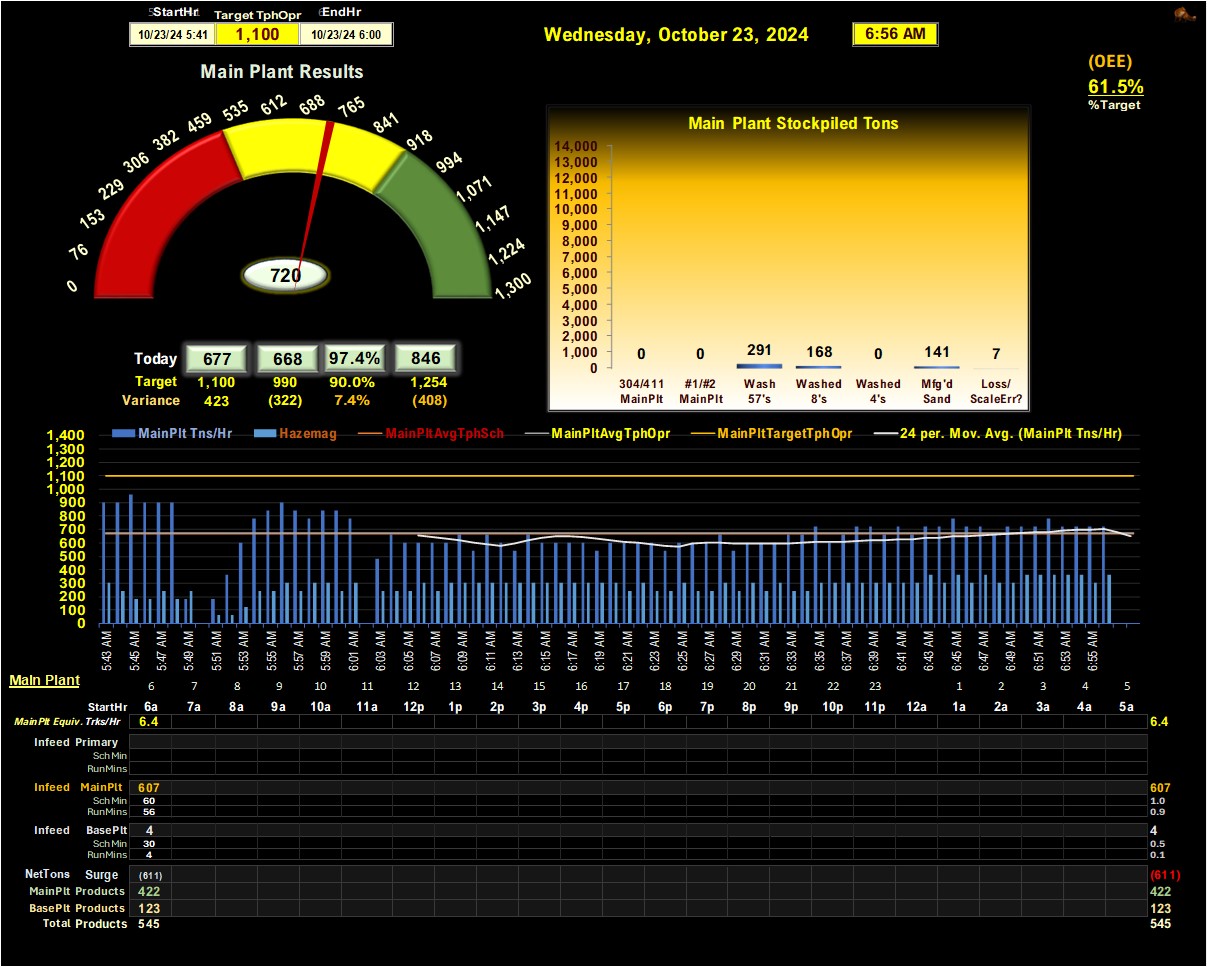 StartHr Target TphOpr EndHr
10/23/24 5:41 1,100 10/23/24 6:00
Wednesday, October 23, 2024 6:56 AM
(OEE)
61.5%
%Target
Main Plant Results
0 76 153 229 306 382 459 535 612 688 765 841 918 994 1,071 1,147 1,224 1,300
720
Main Plant Stockpiled Tons
14,000
13,000
12,000
11,000
10,000
9,000
8,000
7,000
6,000
5,000
4,000
3,000
2,000
1,000
0
0 0 291 168 0 141 7
304/411 #1/#2 Wash Washed Washed Mfg'd Loss/
MainPlt MainPlt 57's 8's 4's Sand ScaleErr?
Today 677 668 97.4% 846
Target 1,100 990 90.0% 1,254
Variance 423 (322) 7.4% (408)
MainPlt Tns/Hr Hazemag MainPltAvgTphSch MainPltAvgTphOpr MainPltTargetTphOpr 24 per. Mov. Avg. (MainPlt Tns/Hr)
1,400
1,300
1,200
1,100
1,000
900
800
700
600
500
400
300
200
100
0
5:43 AM 5:45 AM 5:47 AM 5:49 AM 5:51 AM 5:53 AM 5:55 AM 5:57 AM 5:59 AM 6:01 AM 6:03 AM 6:05 AM 6:09 AM 6:11 AM 6:13 AM 6:15 AM 6:17 AM 6:19 AM 6:21 AM 6:23 AM 6:25 AM 6:27 AM 6:29 AM 6:31 AM 6:33 AM 6:35 AM 6:37 AM 6:39 AM 6:41 AM 6:43 AM 6:45 AM 6:46 AM 6:48 AM 6:51 AM 6:53 AM 6:55 AM
Main Plant
6 7 8 9 10 11 12 13 14 15 16 17 18 19 20 21 22 23 1 2 3 4 5
StartHr 6a 7a 8a 9a 10a 11a 12p 1p 2p 3p 4p 5p 6p 7p 8p 9p 10p 11p 12a 1a 2a 3a 4a 5a
MainPlt Equiv. Trks/Hr 6.4 6.4
Infeed Primary
SchMin
RunMins
Infeed MainPlt 607 607
SchMin 60 1.0
RunMins 56 0.9
Infeed BasePlt 4 4
SchMin 30 0.5
RunMins 4 0.1
NetTons Surge (611) (611)
MainPlt Products 422 422
BasePlt Products 123 123
Total Products 545 545